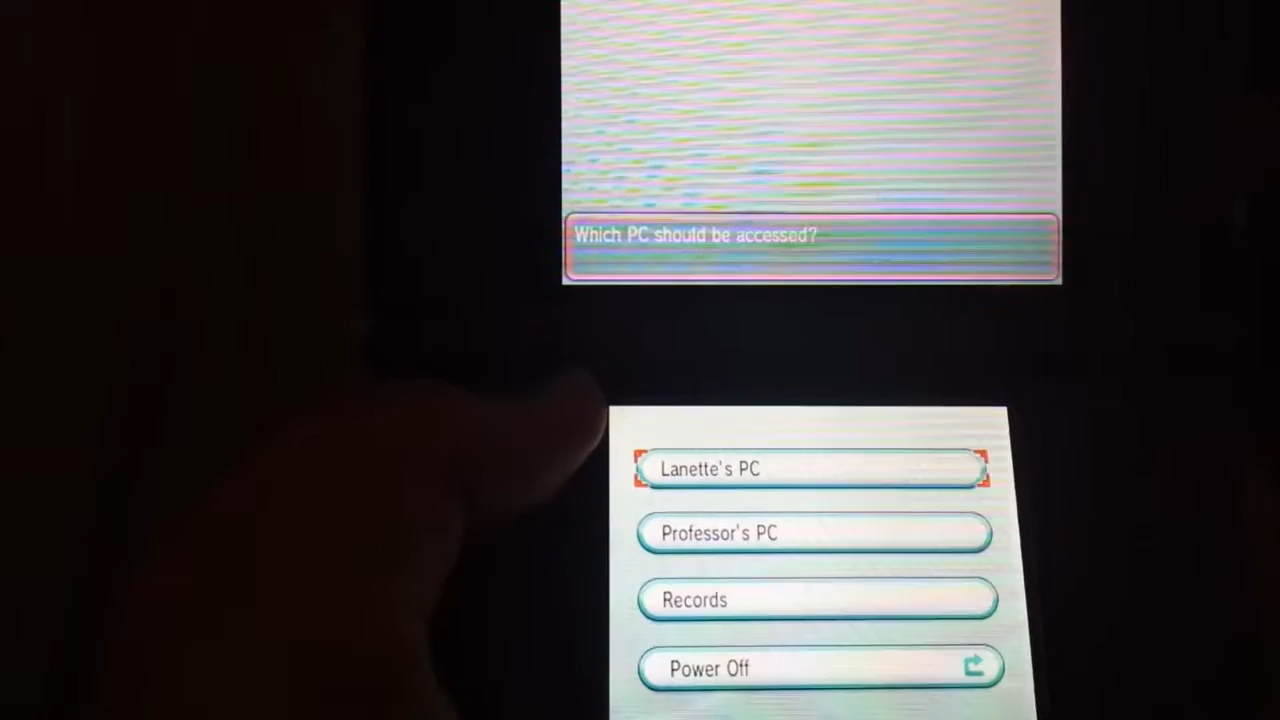 Which PC should be accessed?
Lanette's PC
Professor's PC
Records
Power Off